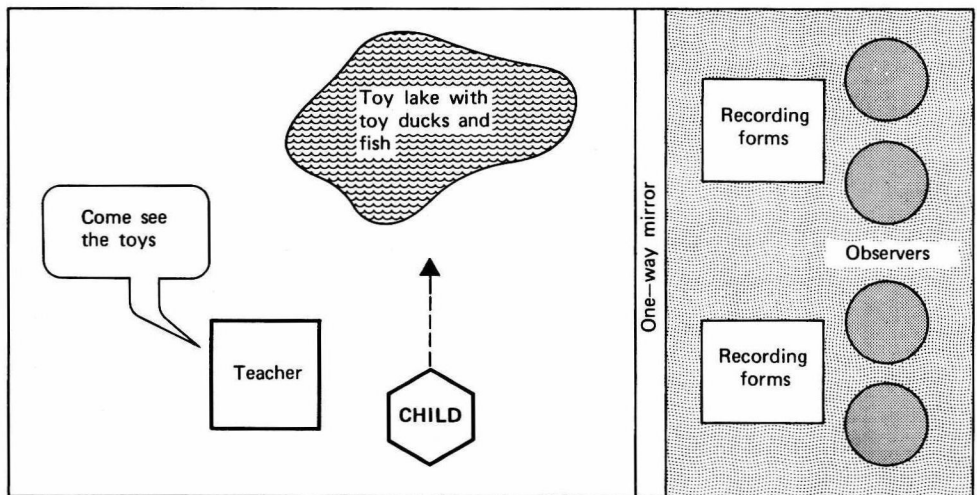 Toy lake with
toy ducks and
fish
Come see
the toys
Teacher
CHILD
One-way mirror
Recording
forms
Observers
Recording
forms